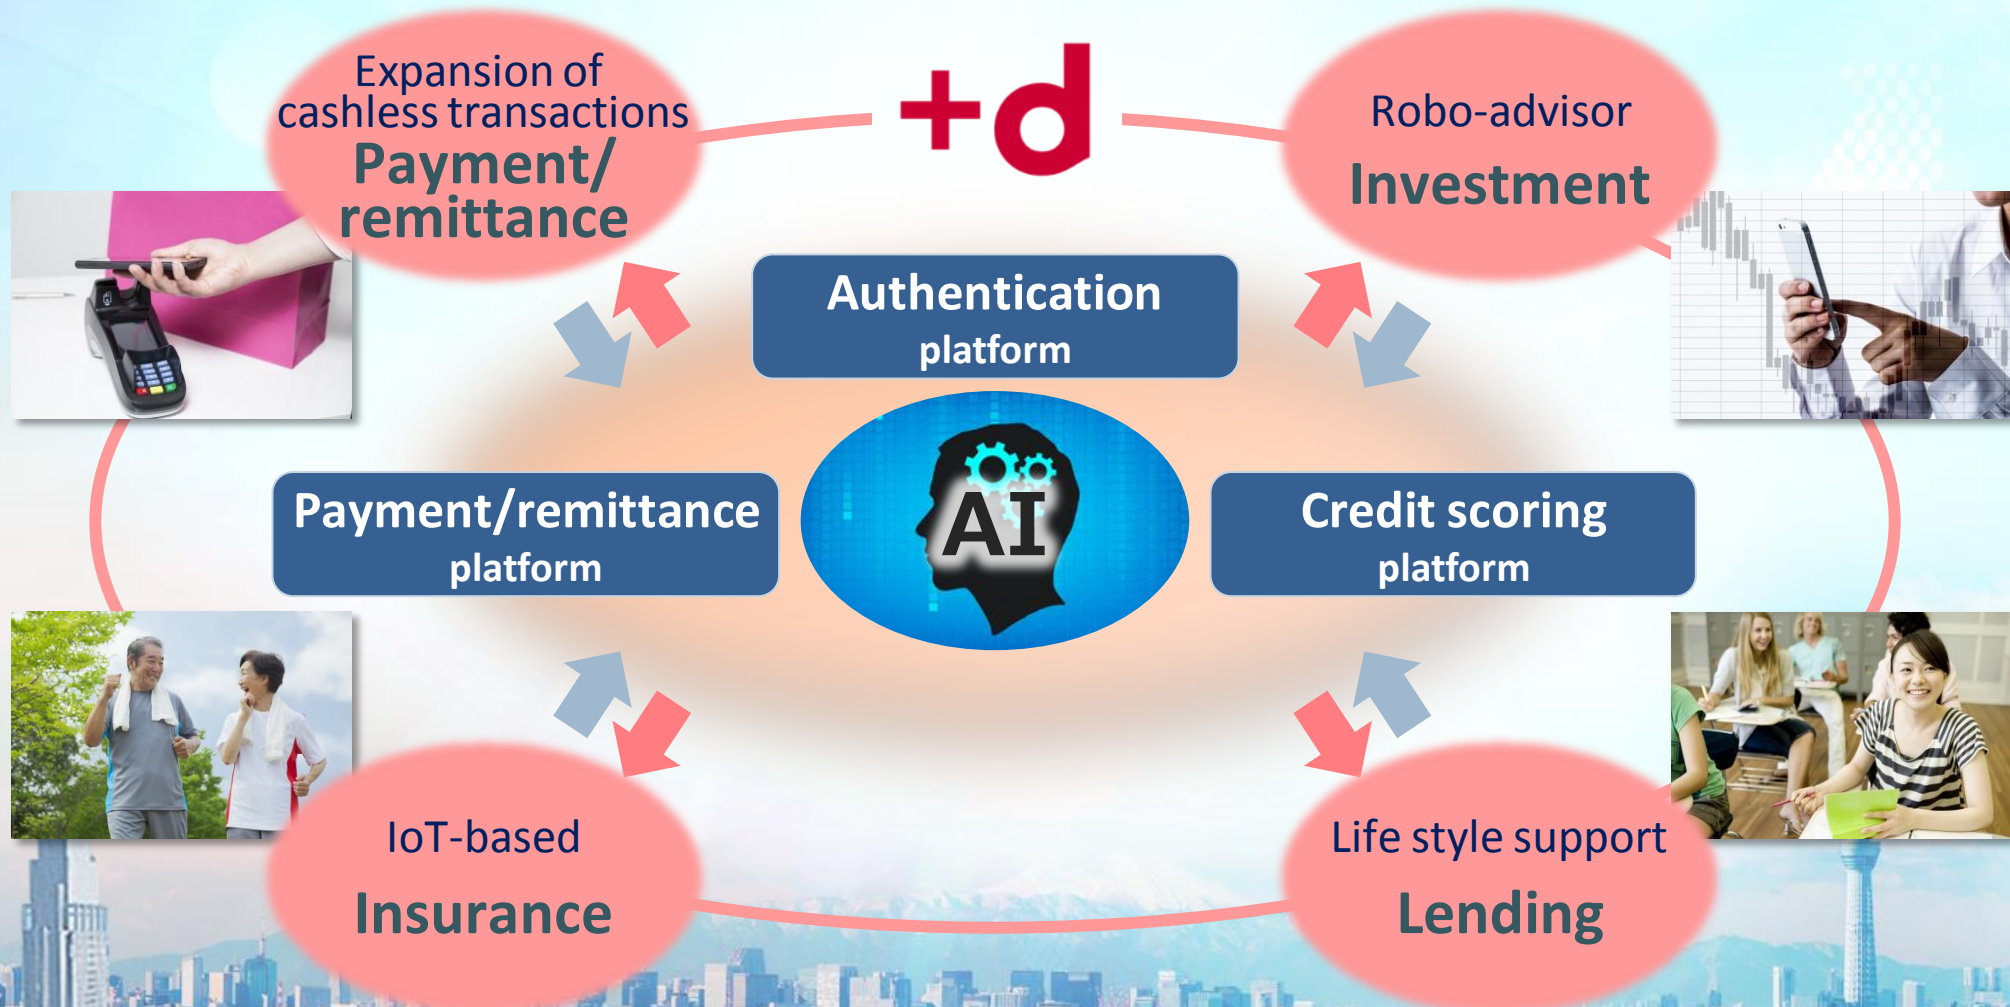 Expansion of
cashless transactions
Payment/
remittance
+d
Robo-advisor
Investment
Authentication
platform
Payment/remittance
platform
AI
Credit scoring
platform
IoT-based
Insurance
Life style support
Lending